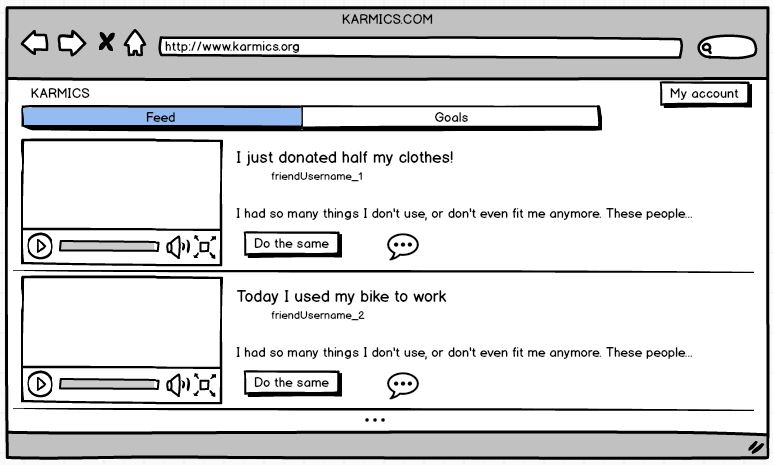 KARMICS.COM
http://www.karmics.org
KARMICS
My account
Feed
Goals
I just donated half my clothes!
friendUsername_1
I had so many things I don't use, or don't even fit me anymore. These people...
Do the same
Today I used my bike to work
friendUsername_2
I had so many things I don't use, or don't even fit me anymore. These people...
Do the same
...